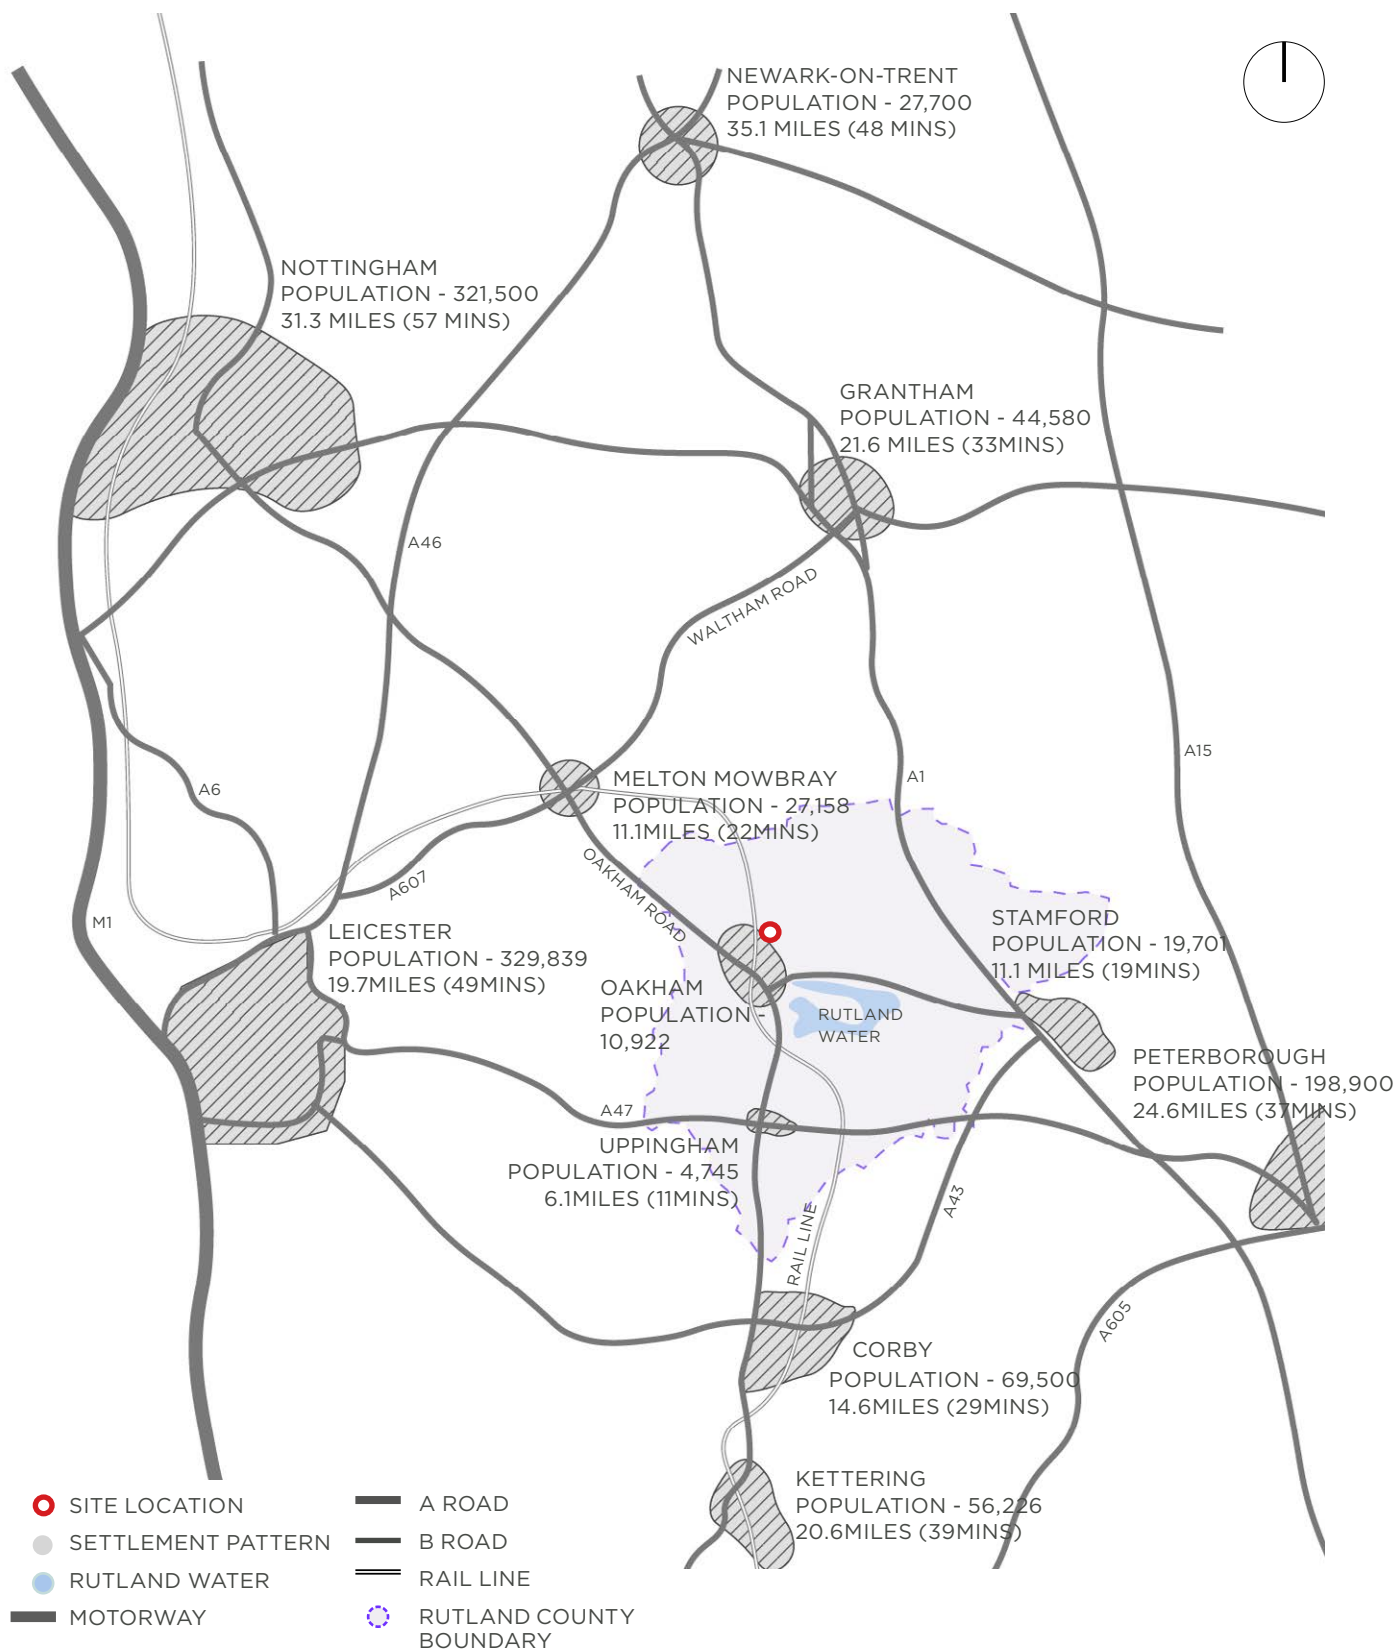 NEWARK-ON-TRENT
POPULATION - 27,700
35.1 MILES (48 MINS)
NOTTINGHAM
POPULATION - 321,500
31.3 MILES (57 MINS)
GRANTHAM
POPULATION - 44,580
21.6 MILES (33MINS)
A46
WALTHAM ROAD
A15
A1
A6
MELTON MOWBRAY
POPULATION - 27,158
11.1MILES (22MINS)
OAKHAM ROAD
A607
M1
LEICESTER
POPULATION - 329,839
19.7MILES (49MINS)
STAMFORD
POPULATION - 19,701
11.1 MILES (19MINS)
OAKHAM
POPULATION -
10,922
RUTLAND
WATER
PETERBOROUGH
POPULATION - 198,900
24.6MILES (37MINS)
A47
UPPINGHAM
POPULATION - 4,745
6.1MILES (11MINS)
A43
RAIL LINE
A605
CORBY
POPULATION - 69,500
14.6MILES (29MINS)
KETTERING
POPULATION - 56,226
20.6MILES (39MINS)
SITE LOCATION
SETTLEMENT PATTERN
RUTLAND WATER
MOTORWAY
A ROAD
B ROAD
RAIL LINE
RUTLAND COUNTY
BOUNDARY